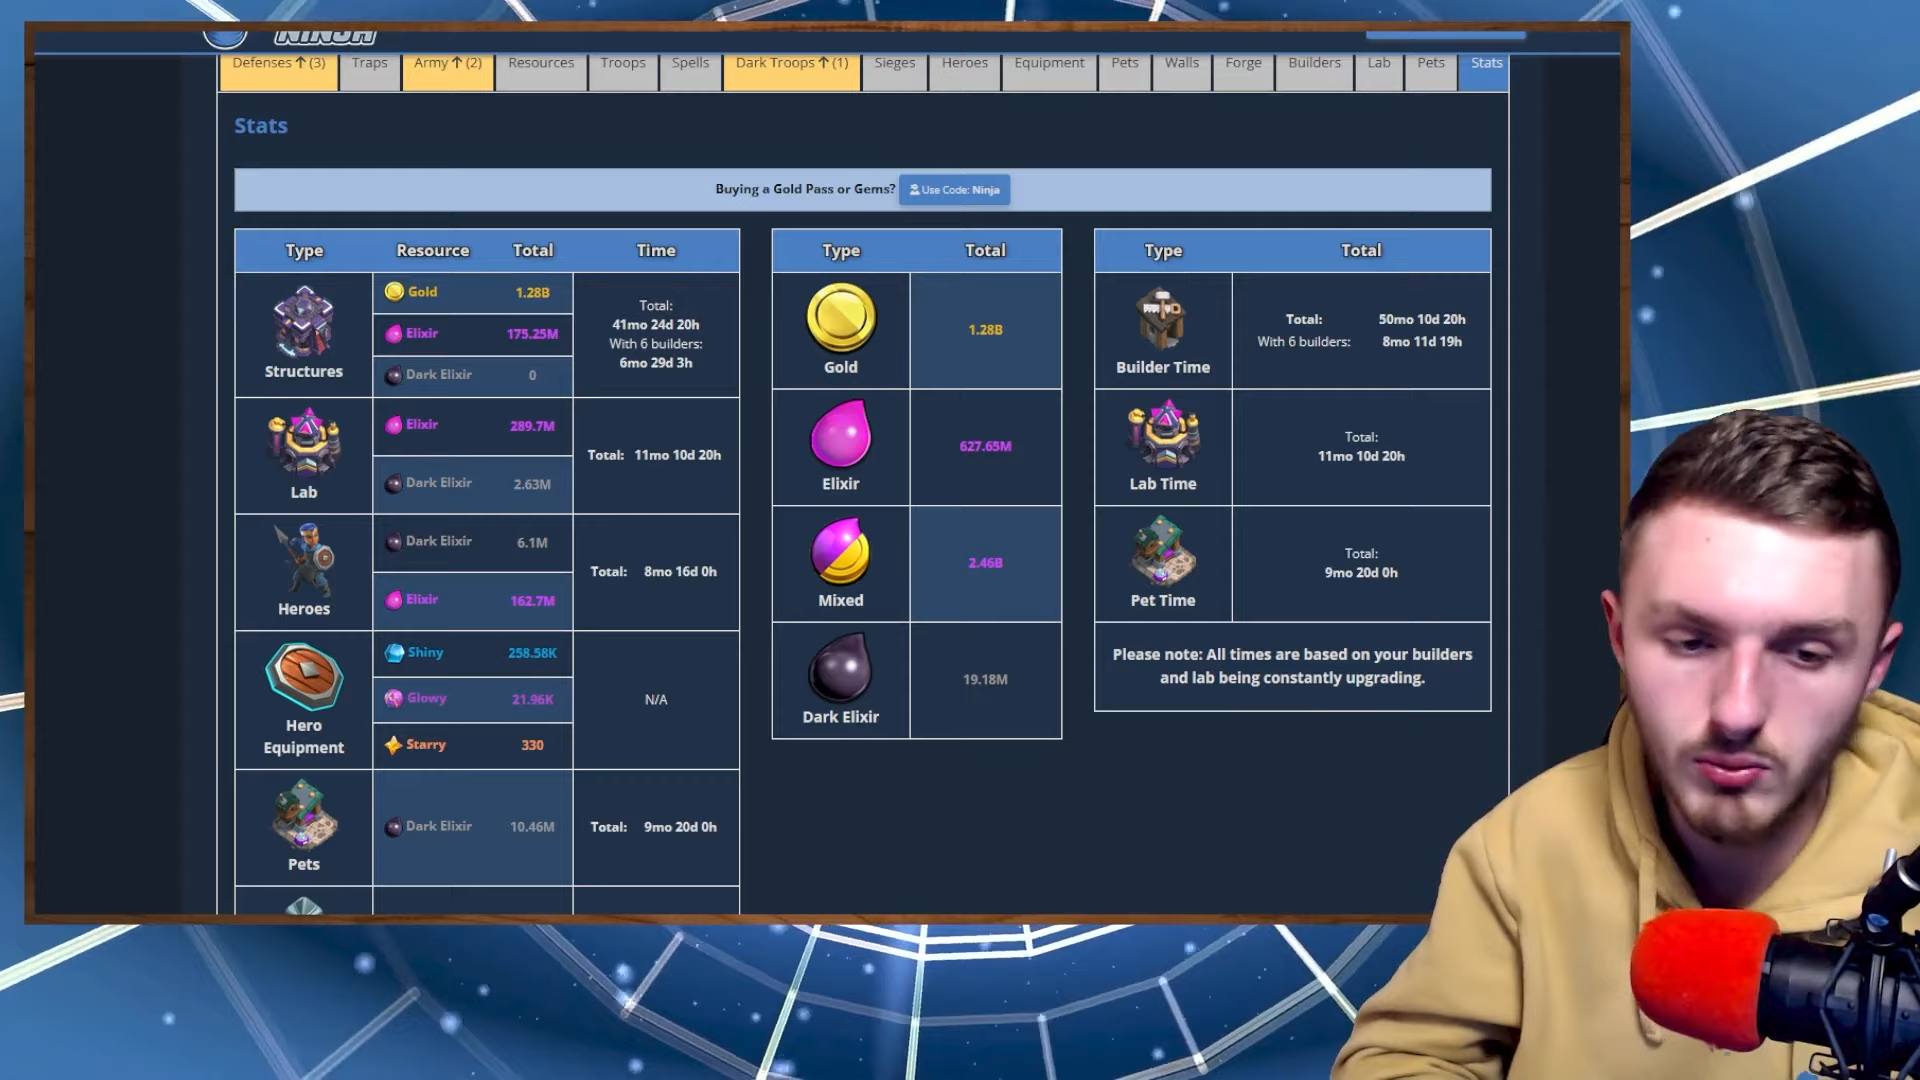 NINJA
Defenses ↑ (3) Traps Army ↑ (2) Resources Troops Spells Dark Troops ↑ (1) Sieges Heroes Equipment Pets Walls Forge Builders Lab Pets Stats
Stats
Buying a Gold Pass or Gems? Use Code: Ninja
Type Resource Total Time
Structures
Gold 1.28B
Elixir 175.25M
Dark Elixir 0
Total:
41mo 24d 20h
With 6 builders:
6mo 29d 3h
Lab
Elixir 289.7M
Dark Elixir 2.63M
Total: 11mo 10d 20h
Heroes
Dark Elixir 6.1M
Elixir 162.7M
Total: 8mo 16d 0h
Hero
Equipment
Shiny 258.58K
Glowy 21.96K
Starry 330
N/A
Pets
Dark Elixir 10.46M
Total: 9mo 20d 0h
Type Total
Gold 1.28B
Elixir 627.65M
Mixed 2.46B
Dark Elixir 19.18M
Type Total
Builder Time
Total: 50mo 10d 20h
With 6 builders: 8mo 11d 19h
Lab Time
Total:
11mo 10d 20h
Pet Time
Total:
9mo 20d 0h
Please note: All times are based on your builders
and lab being constantly upgrading.